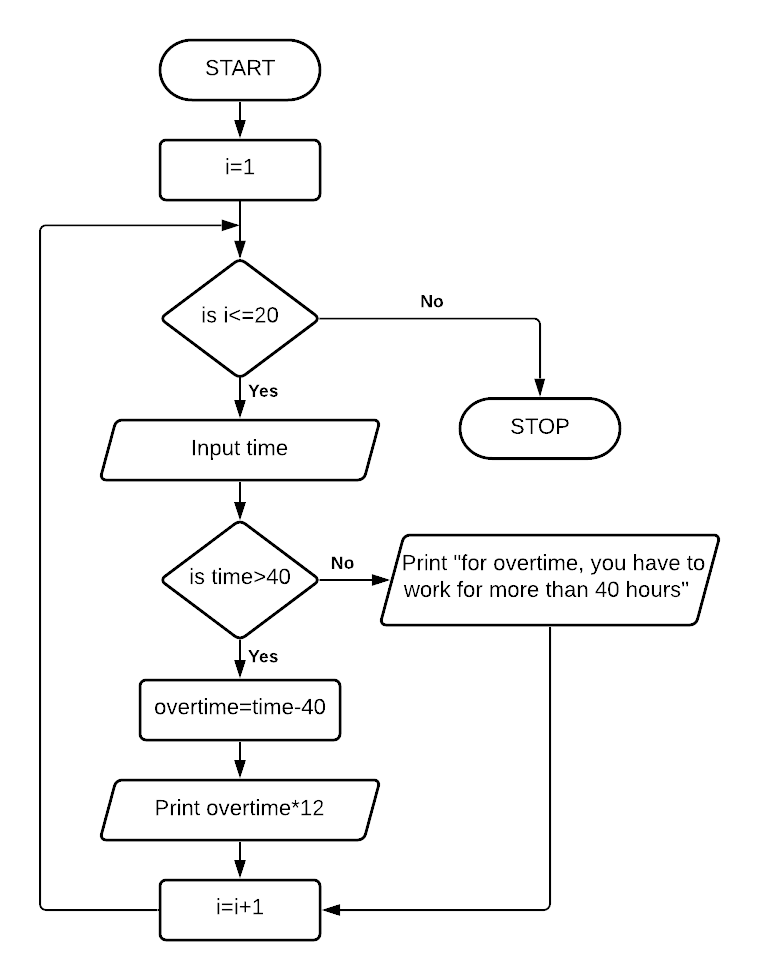 START
i=1
is i<=20
No
Yes
STOP
Input time
is time>40
No
Print "for overtime, you have to
work for more than 40 hours"
Yes
overtime=time-40
Print overtime*12
i=i+1